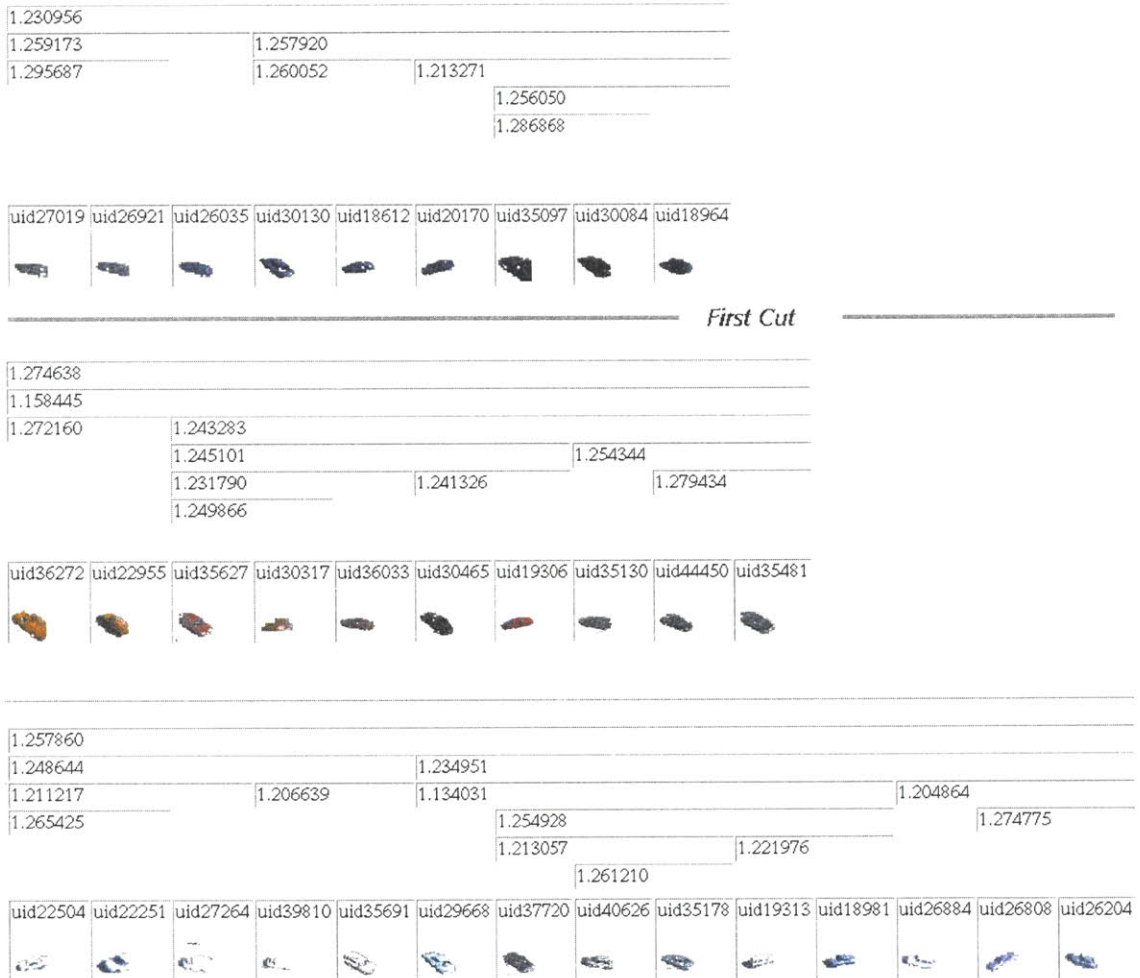 1.230956
1.259173 1.257920
1.295687 1.260052 1.213271
1.256050
1.286868
uid27019 uid26921 uid26035 uid30130 uid18612 uid20170 uid35097 uid30084 uid18964
First Cut
1.274638
1.158445
1.272160 1.243283
1.245101 1.254344
1.231790 1.241326 1.279434
1.249866
uid36272 uid22955 uid35627 uid30317 uid36033 uid30465 uid19306 uid35130 uid44450 uid35481
1.257860
1.248644 1.234951
1.211217 1.206639 1.134031 1.204864
1.265425 1.254928 1.274775
1.213057 1.221976
1.261210
uid22504 uid22251 uid27264 uid39810 uid35691 uid29668 uid37720 uid40626 uid35178 uid19313 uid18981 uid26884 uid26808 uid26204